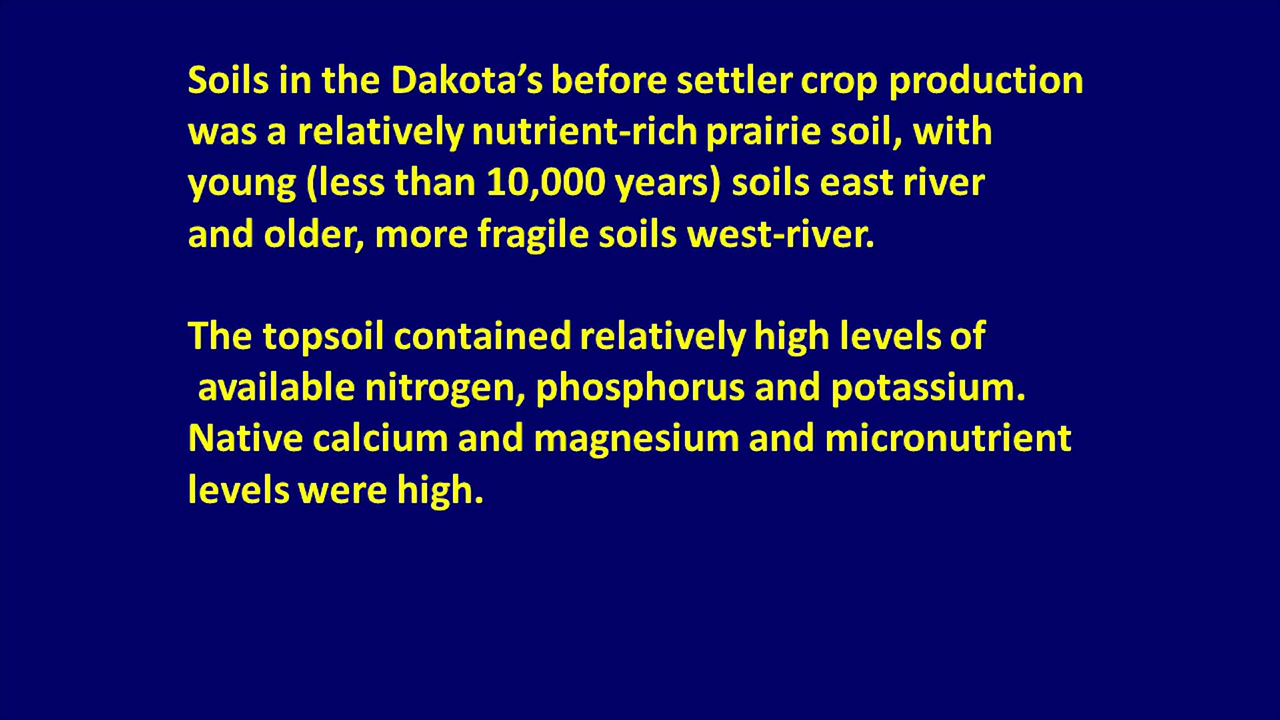 Soils in the Dakota’s before settler crop production
was a relatively nutrient-rich prairie soil, with
young (less than 10,000 years) soils east river
and older, more fragile soils west-river.
The topsoil contained relatively high levels of
available nitrogen, phosphorus and potassium.
Native calcium and magnesium and micronutrient
levels were high.